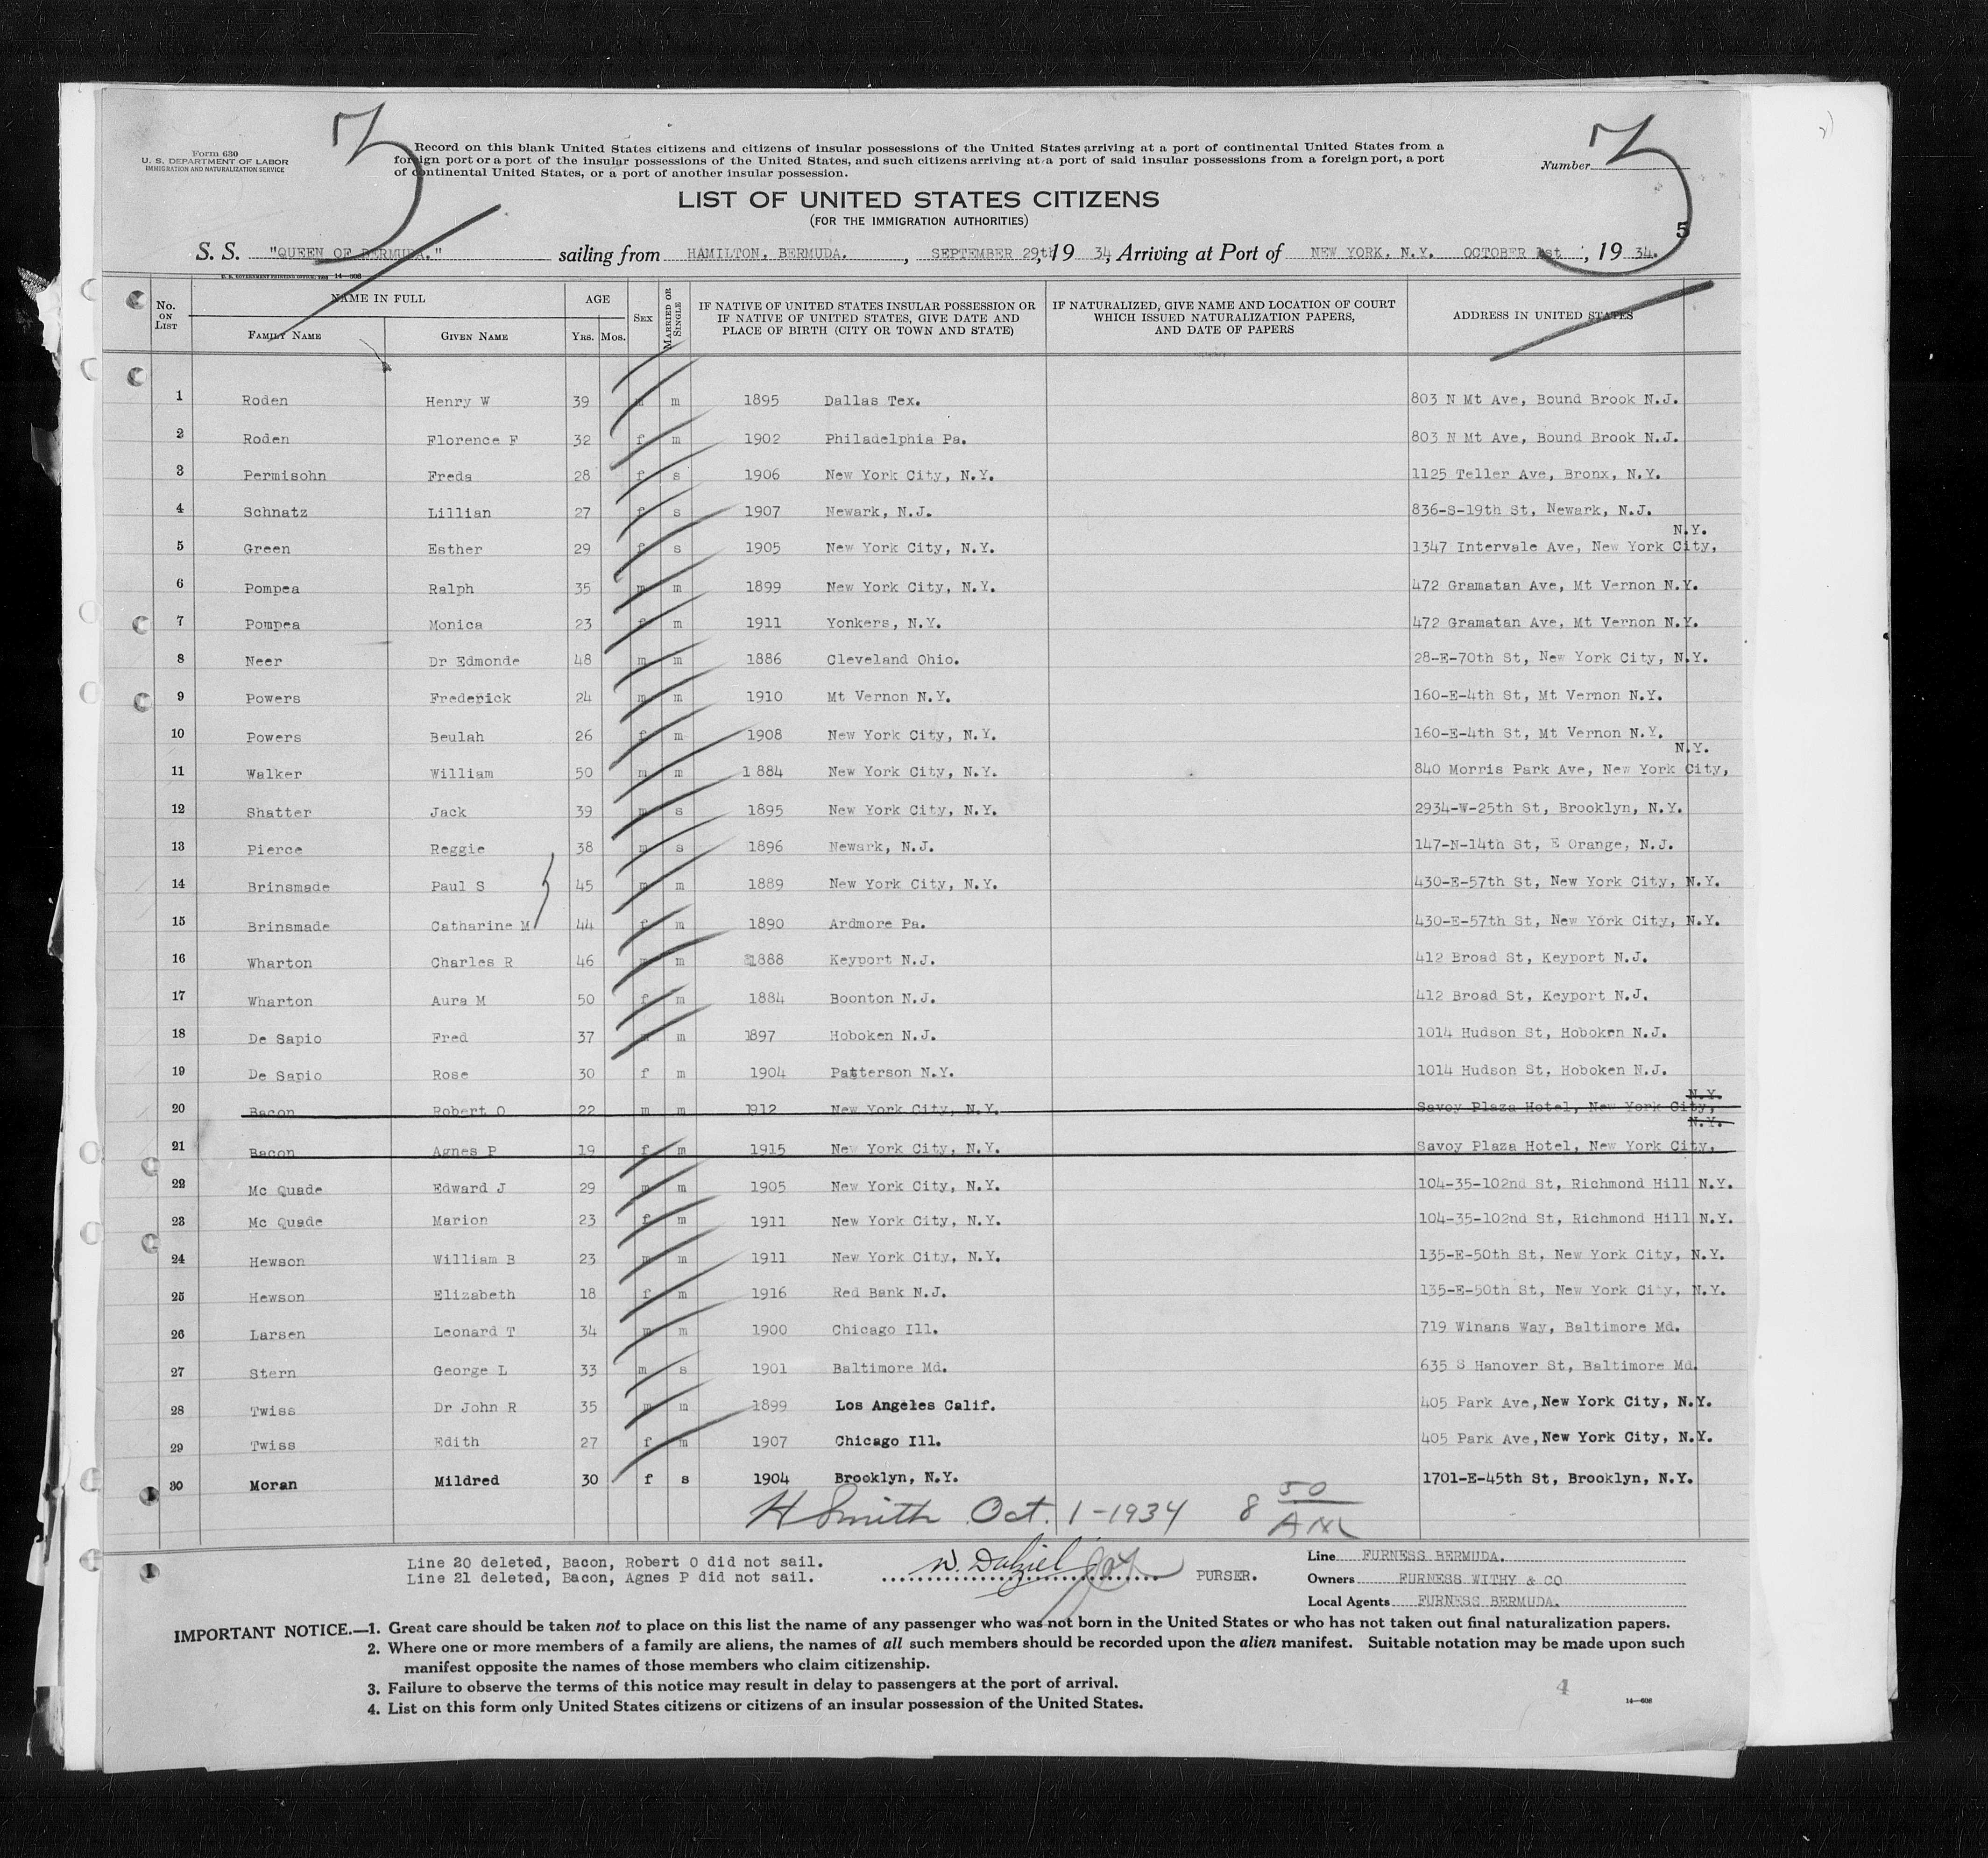 3
3
Form 630
U. S. DEPARTMENT OF LABOR
IMMIGRATION AND NATURALIZATION SERVICE
Record on this blank United States citizens and citizens of insular possessions of the United States arriving at a port of continental United States from a
foreign port or a port of the insular possessions of the United States, and such citizens arriving at a port of said insular possessions from a foreign port, a port
of continental United States, or a port of another insular possession.
Number
LIST OF UNITED STATES CITIZENS
(FOR THE IMMIGRATION AUTHORITIES)
5
S. S. "QUEEN OF BERMUDA." sailing from HAMILTON. BERMUDA. , SEPTEMBER 29th, 19 34, Arriving at Port of NEW YORK. N.Y. OCTOBER 1st , 19 34.
U. S. GOVERNMENT PRINTING OFFICE: 14—608
No. ON LIST NAME IN FULL FAMILY NAME GIVEN NAME AGE YRS. MOS. SEX MARRIED OR SINGLE IF NATIVE OF UNITED STATES INSULAR POSSESSION OR IF NATIVE OF UNITED STATES, GIVE DATE AND PLACE OF BIRTH (CITY OR TOWN AND STATE) IF NATURALIZED, GIVE NAME AND LOCATION OF COURT WHICH ISSUED NATURALIZATION PAPERS, AND DATE OF PAPERS ADDRESS IN UNITED STATES
1 Roden Henry W 39 m m 1895 Dallas Tex. 803 N Mt Ave, Bound Brook N.J.
2 Roden Florence F 32 f m 1902 Philadelphia Pa. 803 N Mt Ave, Bound Brook N.J.
3 Permisohn Freda 28 f s 1906 New York City, N.Y. 1125 Teller Ave, Bronx, N.Y.
4 Schnatz Lillian 27 f s 1907 Newark, N.J. 836-S-19th St, Newark, N.J.
N.Y.
5 Green Esther 29 f s 1905 New York City, N.Y. 1347 Intervale Ave, New York City,
6 Pompea Ralph 35 m m 1899 New York City, N.Y. 472 Gramatan Ave, Mt Vernon N.Y.
7 Pompea Monica 23 f m 1911 Yonkers, N.Y. 472 Gramatan Ave, Mt Vernon N.Y.
8 Neer Dr Edmonde 48 m m 1886 Cleveland Ohio. 28-E-70th St, New York City, N.Y.
9 Powers Frederick 24 m m 1910 Mt Vernon N.Y. 160-E-4th St, Mt Vernon N.Y.
10 Powers Beulah 26 f m 1908 New York City, N.Y. 160-E-4th St, Mt Vernon N.Y.
N.Y.
11 Walker William 50 m m 1 884 New York City, N.Y. 840 Morris Park Ave, New York City,
12 Shatter Jack 39 m s 1895 New York City, N.Y. 2934-W-25th St, Brooklyn, N.Y.
13 Pierce Reggie 38 m s 1896 Newark, N.J. 147-N-14th St, E Orange, N.J.
14 Brinsmade Paul S 45 m m 1889 New York City, N.Y. 430-E-57th St, New York City, N.Y.
15 Brinsmade Catharine M 44 f m 1890 Ardmore Pa. 430-E-57th St, New York City, N.Y.
16 Wharton Charles R 46 m m 1888 Keyport N.J. 412 Broad St, Keyport N.J.
17 Wharton Aura M 50 f m 1884 Boonton N.J. 412 Broad St, Keyport N.J.
18 De Sapio Fred 37 m m 1897 Hoboken N.J. 1014 Hudson St, Hoboken N.J.
19 De Sapio Rose 30 f m 1904 Patterson N.Y. 1014 Hudson St, Hoboken N.J.
N.Y.
20 Bacon Robert O 22 m m 1912 New York City, N.Y. Savoy Plaza Hotel, New York City,
N.Y.
21 Bacon Agnes P 19 f m 1915 New York City, N.Y. Savoy Plaza Hotel, New York City,
22 Mc Quade Edward J 29 m m 1905 New York City, N.Y. 104-35-102nd St, Richmond Hill N.Y.
23 Mc Quade Marion 23 f m 1911 New York City, N.Y. 104-35-102nd St, Richmond Hill N.Y.
24 Hewson William B 23 m m 1911 New York City, N.Y. 135-E-50th St, New York City, N.Y.
25 Hewson Elizabeth 18 f m 1916 Red Bank N.J. 135-E-50th St, New York City, N.Y.
26 Larsen Leonard T 34 m m 1900 Chicago Ill. 719 Winans Way, Baltimore Md.
27 Stern George L 33 m s 1901 Baltimore Md. 635 S Hanover St, Baltimore Md.
28 Twiss Dr John R 35 m m 1899 Los Angeles Calif. 405 Park Ave, New York City, N.Y.
29 Twiss Edith 27 f m 1907 Chicago Ill. 405 Park Ave, New York City, N.Y.
30 Moran Mildred 30 f s 1904 Brooklyn, N.Y. 1701-E-45th St, Brooklyn, N.Y.
H Smith Oct. 1-1934 8 50 AM
Line 20 deleted, Bacon, Robert O did not sail.
Line 21 deleted, Bacon, Agnes P did not sail.
W. Dalziel PURSER.
Line FURNESS BERMUDA.
Owners FURNESS WITHY & CO
Local Agents FURNESS BERMUDA.
IMPORTANT NOTICE.—1. Great care should be taken not to place on this list the name of any passenger who was not born in the United States or who has not taken out final naturalization papers.
2. Where one or more members of a family are aliens, the names of all such members should be recorded upon the alien manifest. Suitable notation may be made upon such
manifest opposite the names of those members who claim citizenship.
3. Failure to observe the terms of this notice may result in delay to passengers at the port of arrival.
4. List on this form only United States citizens or citizens of an insular possession of the United States.
4
14—608